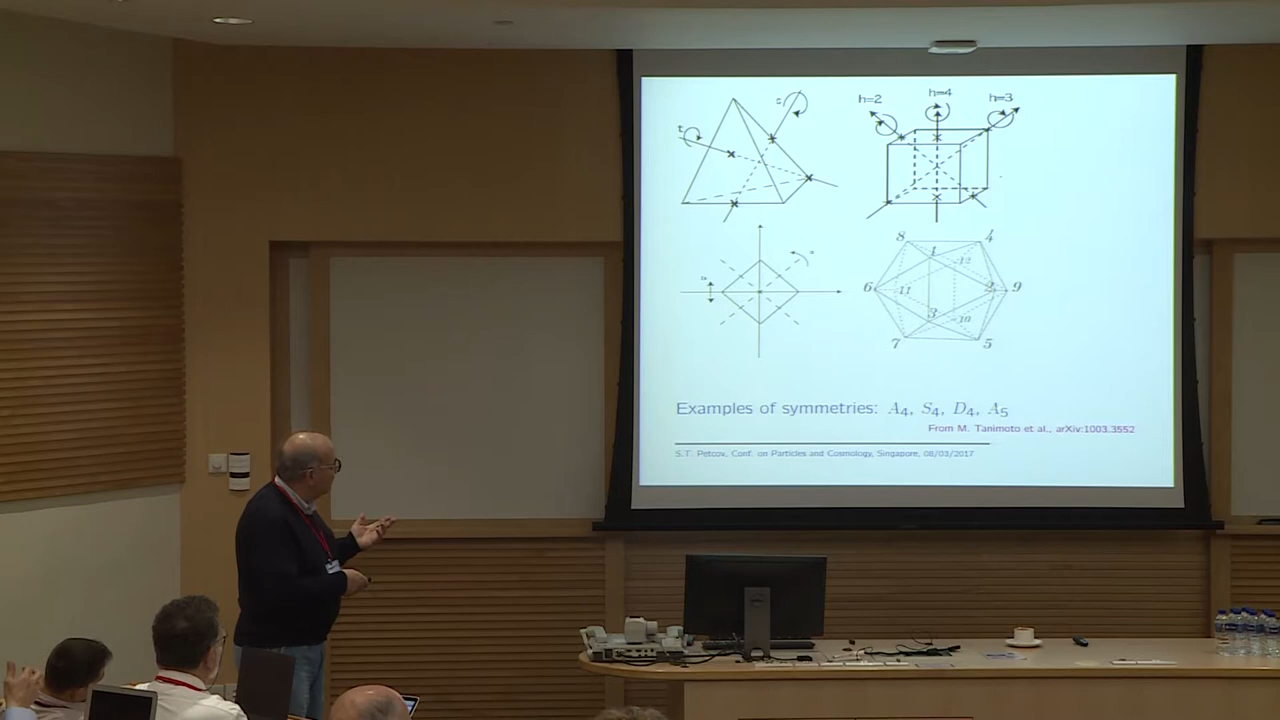 t
s
h=2
h=4
h=3
8
4
1
12
6
11
2
9
3
10
7
5
Examples of symmetries: A4, S4, D4, A5
From M. Tanimoto et al., arXiv:1003.3552
S.T. Petcov, Conf. on Particles and Cosmology, Singapore, 08/03/2017